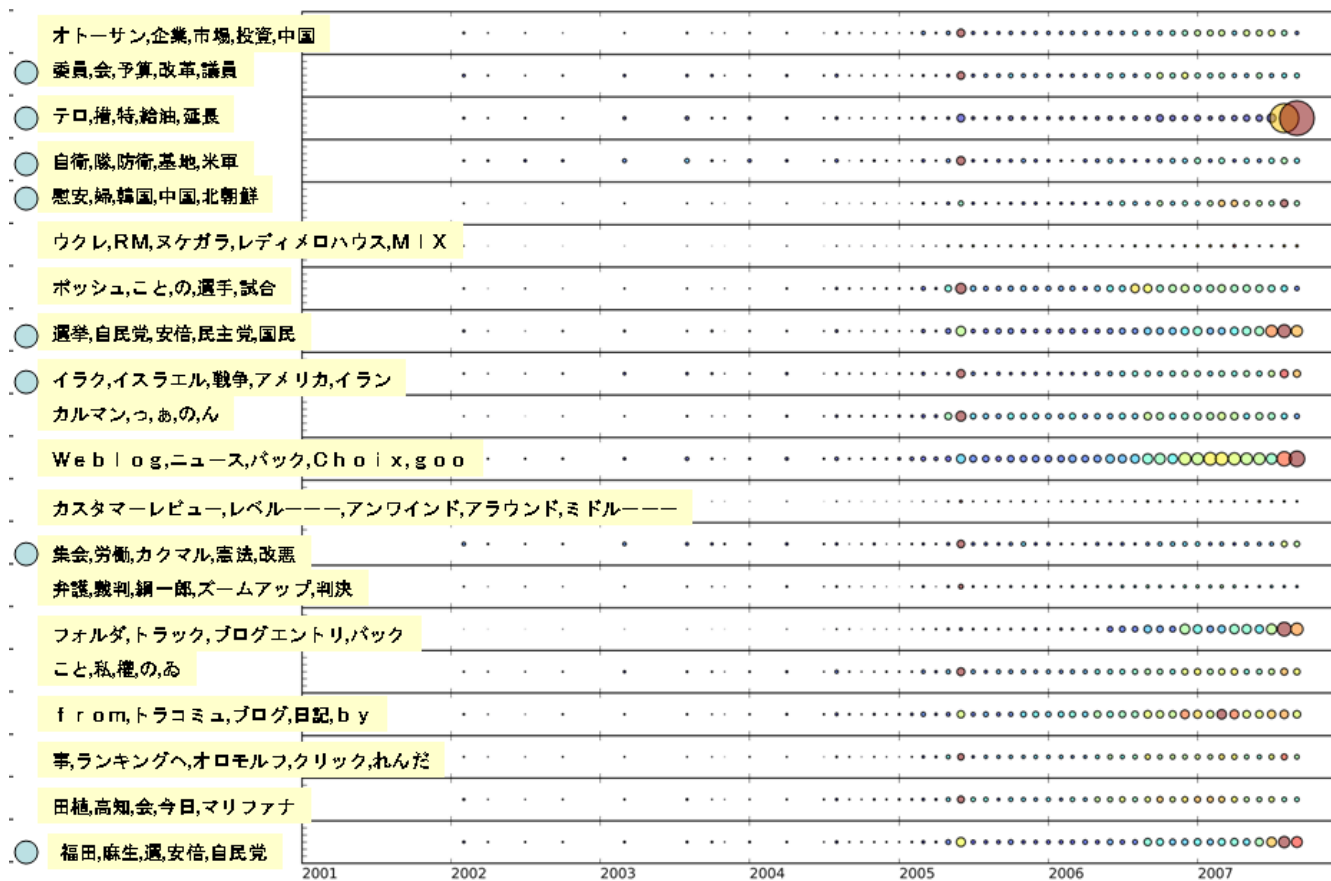 オトーサン,企業,市場,投資,中国
委員,会,予算,改革,議員
テロ,措,特,給油,延長
自衛,隊,防衛,基地,米軍
慰安,婦,韓国,中国,北朝鮮
ウクレ,RM,ヌケガラ,レディメロハウス,MIX
ボッシュ,こと,の,選手,試合
選挙,自民党,安倍,民主党,国民
イラク,イスラエル,戦争,アメリカ,イラン
カルマン,っ,ぁ,の,ん
Weblog,ニュース,バック,Choix,goo
カスタマーレビュー,レベル―――,アンワインド,アラウンド,ミドル―――
集会,労働,カクマル,憲法,改悪
弁護,裁判,綱一郎,ズームアップ,判決
フォルダ,トラック,ブログエントリ,バック
こと,私,権,の,ゐ
from,トラコミュ,ブログ,日記,by
事,ランキングへ,オロモルフ,クリック,れんだ
田植,高知,会,今日,マリファナ
福田,麻生,選,安倍,自民党
2001 2002 2003 2004 2005 2006 2007